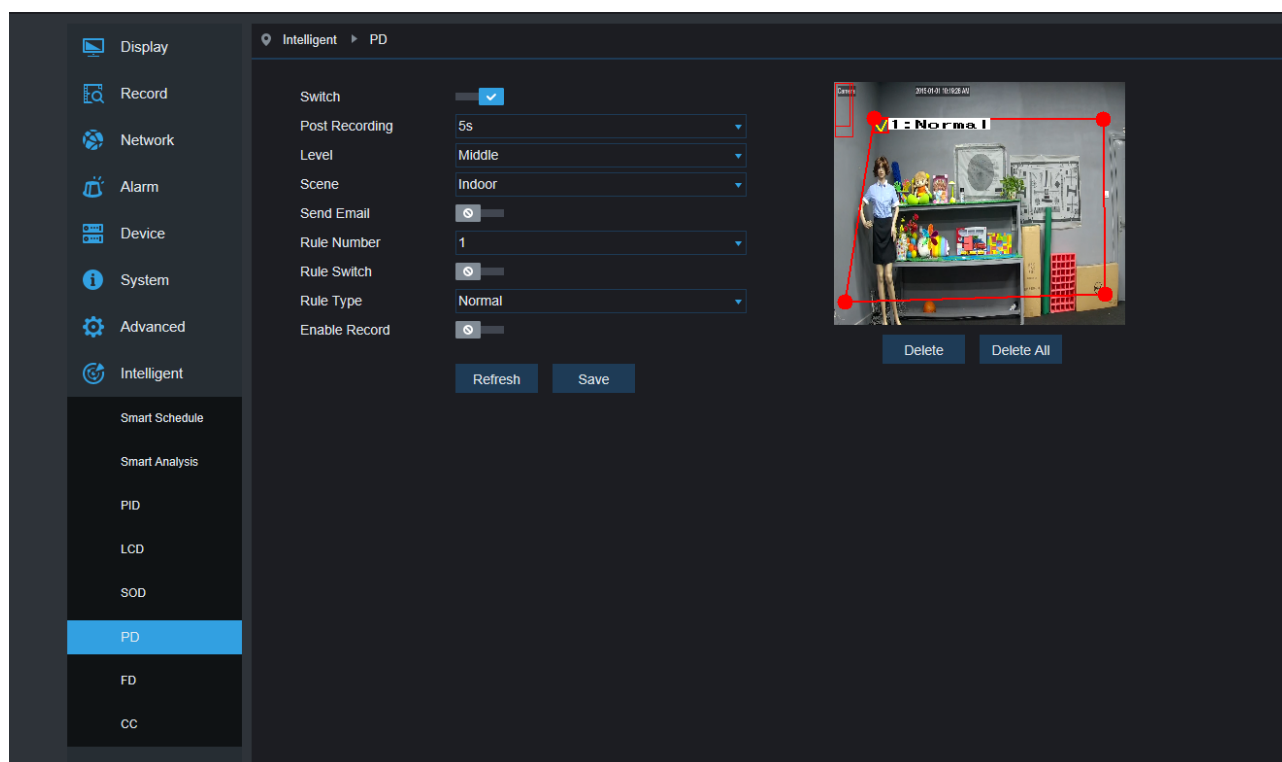 Display
Record
Network
Alarm
Device
System
Advanced
Intelligent
Smart Schedule
Smart Analysis
PID
LCD
SOD
PD
FD
CC
Intelligent PD
Switch
Post Recording 5s
Level Middle
Scene Indoor
Send Email
Rule Number 1
Rule Switch
Rule Type Normal
Enable Record
Refresh Save
Camera
1:Normal
Delete Delete All